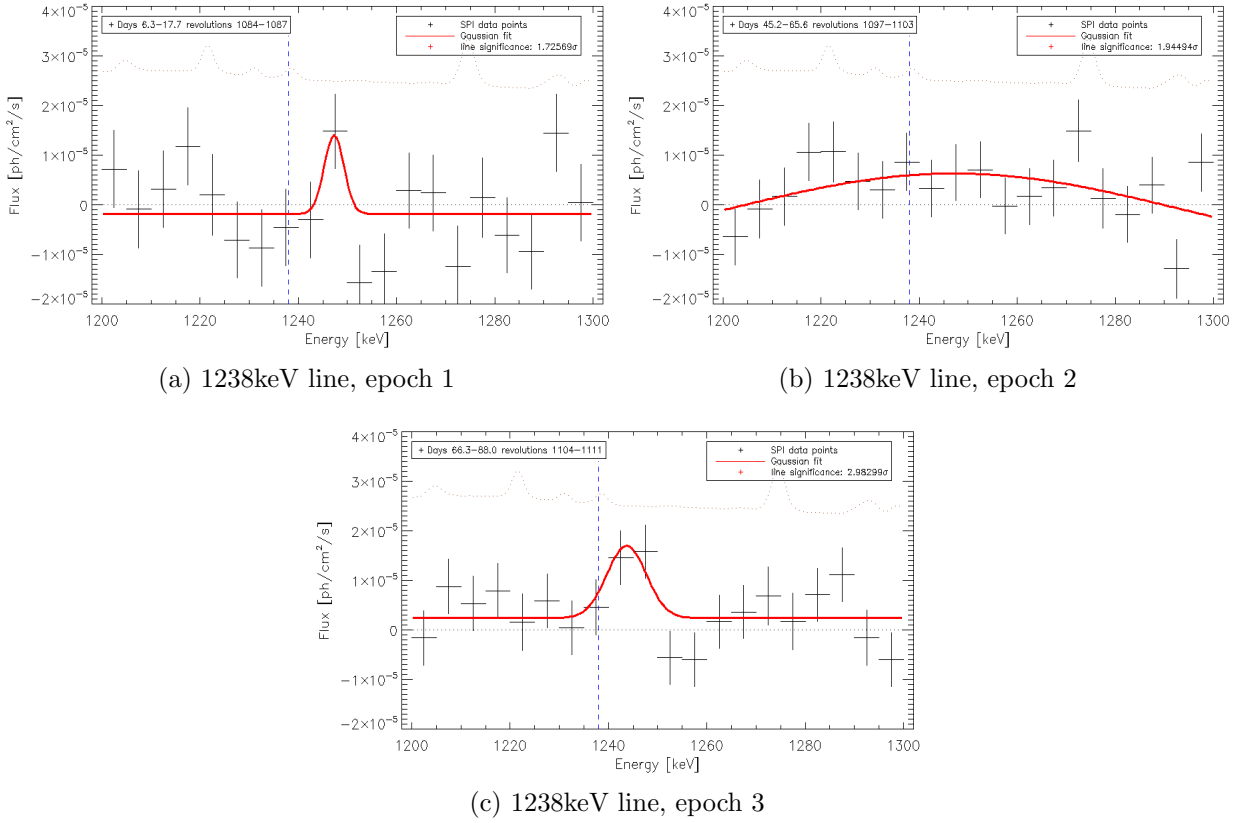 + Days 6.3−17.7 revolutions 1084−1087
+ SPI data points
Gaussian fit
+ line significance: 1.72569σ
4×10⁻⁵
3×10⁻⁵
2×10⁻⁵
1×10⁻⁵
0
−1×10⁻⁵
−2×10⁻⁵
Flux [ph/cm²/s]
1200 1220 1240 1260 1280 1300
Energy [keV]
(a) 1238keV line, epoch 1
+ Days 45.2−65.6 revolutions 1097−1103
+ SPI data points
Gaussian fit
+ line significance: 1.94494σ
4×10⁻⁵
3×10⁻⁵
2×10⁻⁵
1×10⁻⁵
0
−1×10⁻⁵
−2×10⁻⁵
Flux [ph/cm²/s]
1200 1220 1240 1260 1280 1300
Energy [keV]
(b) 1238keV line, epoch 2
+ Days 66.3−88.0 revolutions 1104−1111
+ SPI data points
Gaussian fit
+ line significance: 2.98299σ
4×10⁻⁵
3×10⁻⁵
2×10⁻⁵
1×10⁻⁵
0
−1×10⁻⁵
−2×10⁻⁵
Flux [ph/cm²/s]
1200 1220 1240 1260 1280 1300
Energy [keV]
(c) 1238keV line, epoch 3